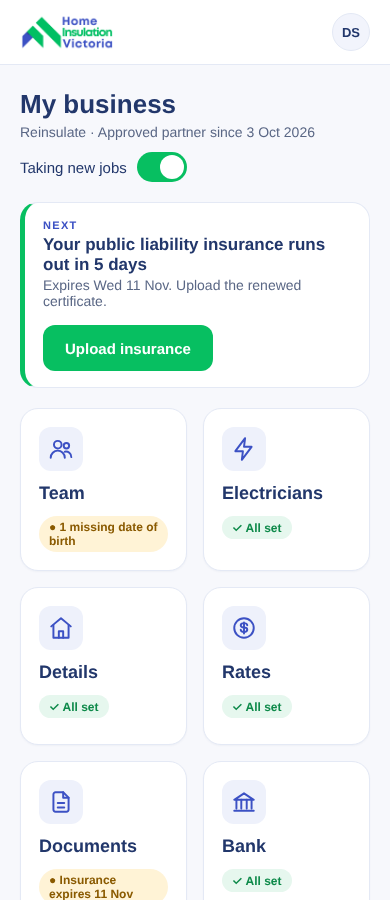 Home
Insulation
Victoria
DS
My business
Reinsulate · Approved partner since 3 Oct 2026
Taking new jobs
NEXT
Your public liability insurance runs
out in 5 days
Expires Wed 11 Nov. Upload the renewed
certificate.
Upload insurance
Team
● 1 missing date of
birth
Electricians
✓ All set
Details
✓ All set
Rates
✓ All set
Documents
● Insurance
expires 11 Nov
Bank
✓ All set